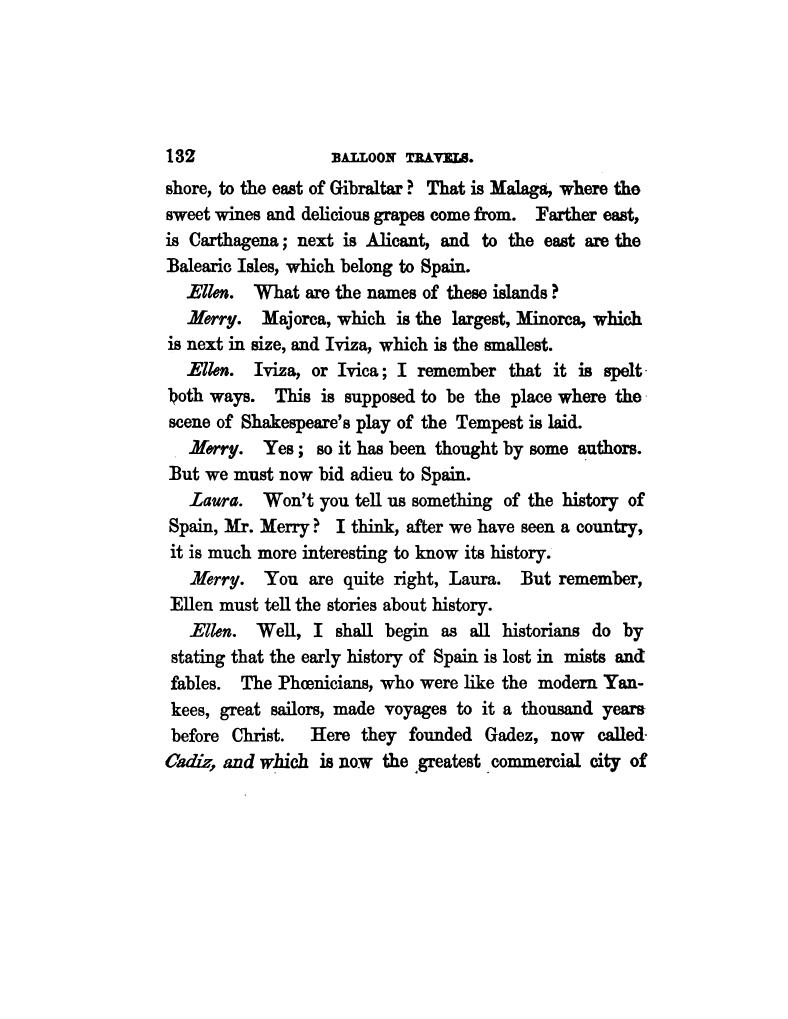 132 BALLOON TRAVELS.
shore, to the east of Gibraltar? That is Malaga, where the
sweet wines and delicious grapes come from. Farther east,
is Carthagena; next is Alicant, and to the east are the
Balearic Isles, which belong to Spain.
Ellen. What are the names of these islands?
Merry. Majorca, which is the largest, Minorca, which
is next in size, and Iviza, which is the smallest.
Ellen. Iviza, or Ivica; I remember that it is spelt
both ways. This is supposed to be the place where the
scene of Shakespeare's play of the Tempest is laid.
Merry. Yes; so it has been thought by some authors.
But we must now bid adieu to Spain.
Laura. Won't you tell us something of the history of
Spain, Mr. Merry? I think, after we have seen a country,
it is much more interesting to know its history.
Merry. You are quite right, Laura. But remember,
Ellen must tell the stories about history.
Ellen. Well, I shall begin as all historians do by
stating that the early history of Spain is lost in mists and
fables. The Phœnicians, who were like the modern Yan-
kees, great sailors, made voyages to it a thousand years
before Christ. Here they founded Gadez, now called
Cadiz, and which is now the greatest commercial city of